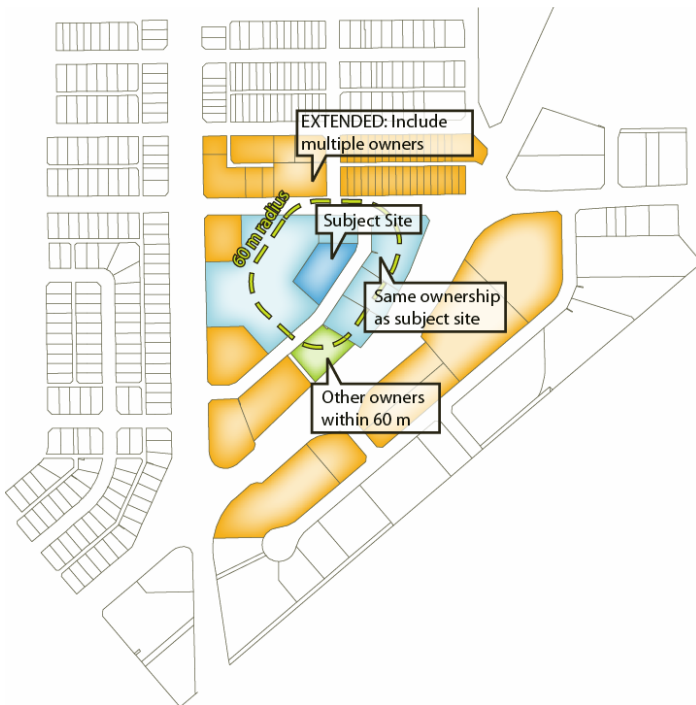 EXTENDED: Include
multiple owners
60 m radius
Subject Site
Same ownership
as subject site
Other owners
within 60 m